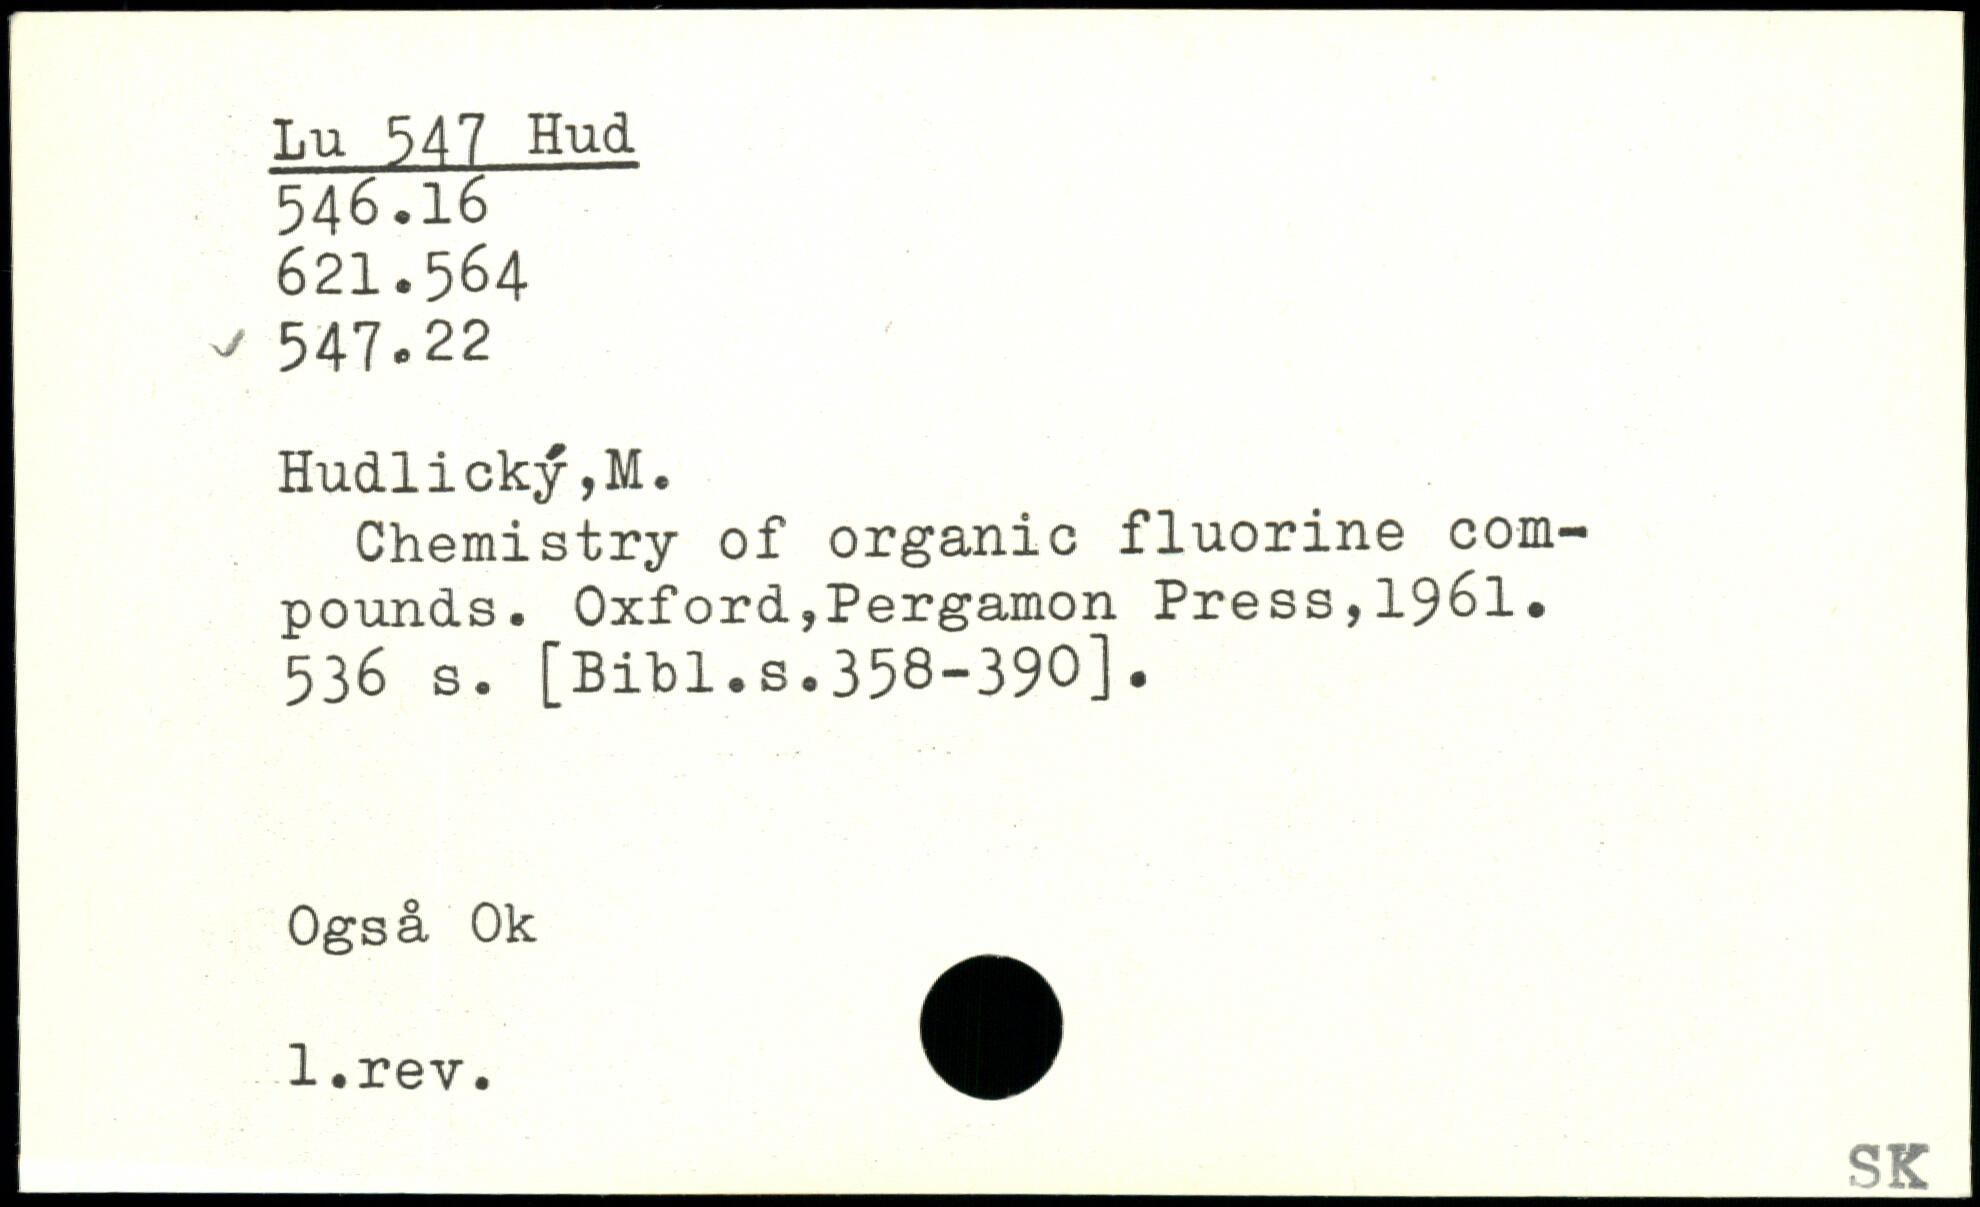 Lu 547 Hud
546.16
621.564
✓ 547.22
Hudlický,M.
Chemistry of organic fluorine com-
pounds. Oxford,Pergamon Press,1961.
536 s. [Bibl.s.358-390].
Også Ok
1.rev.
SK